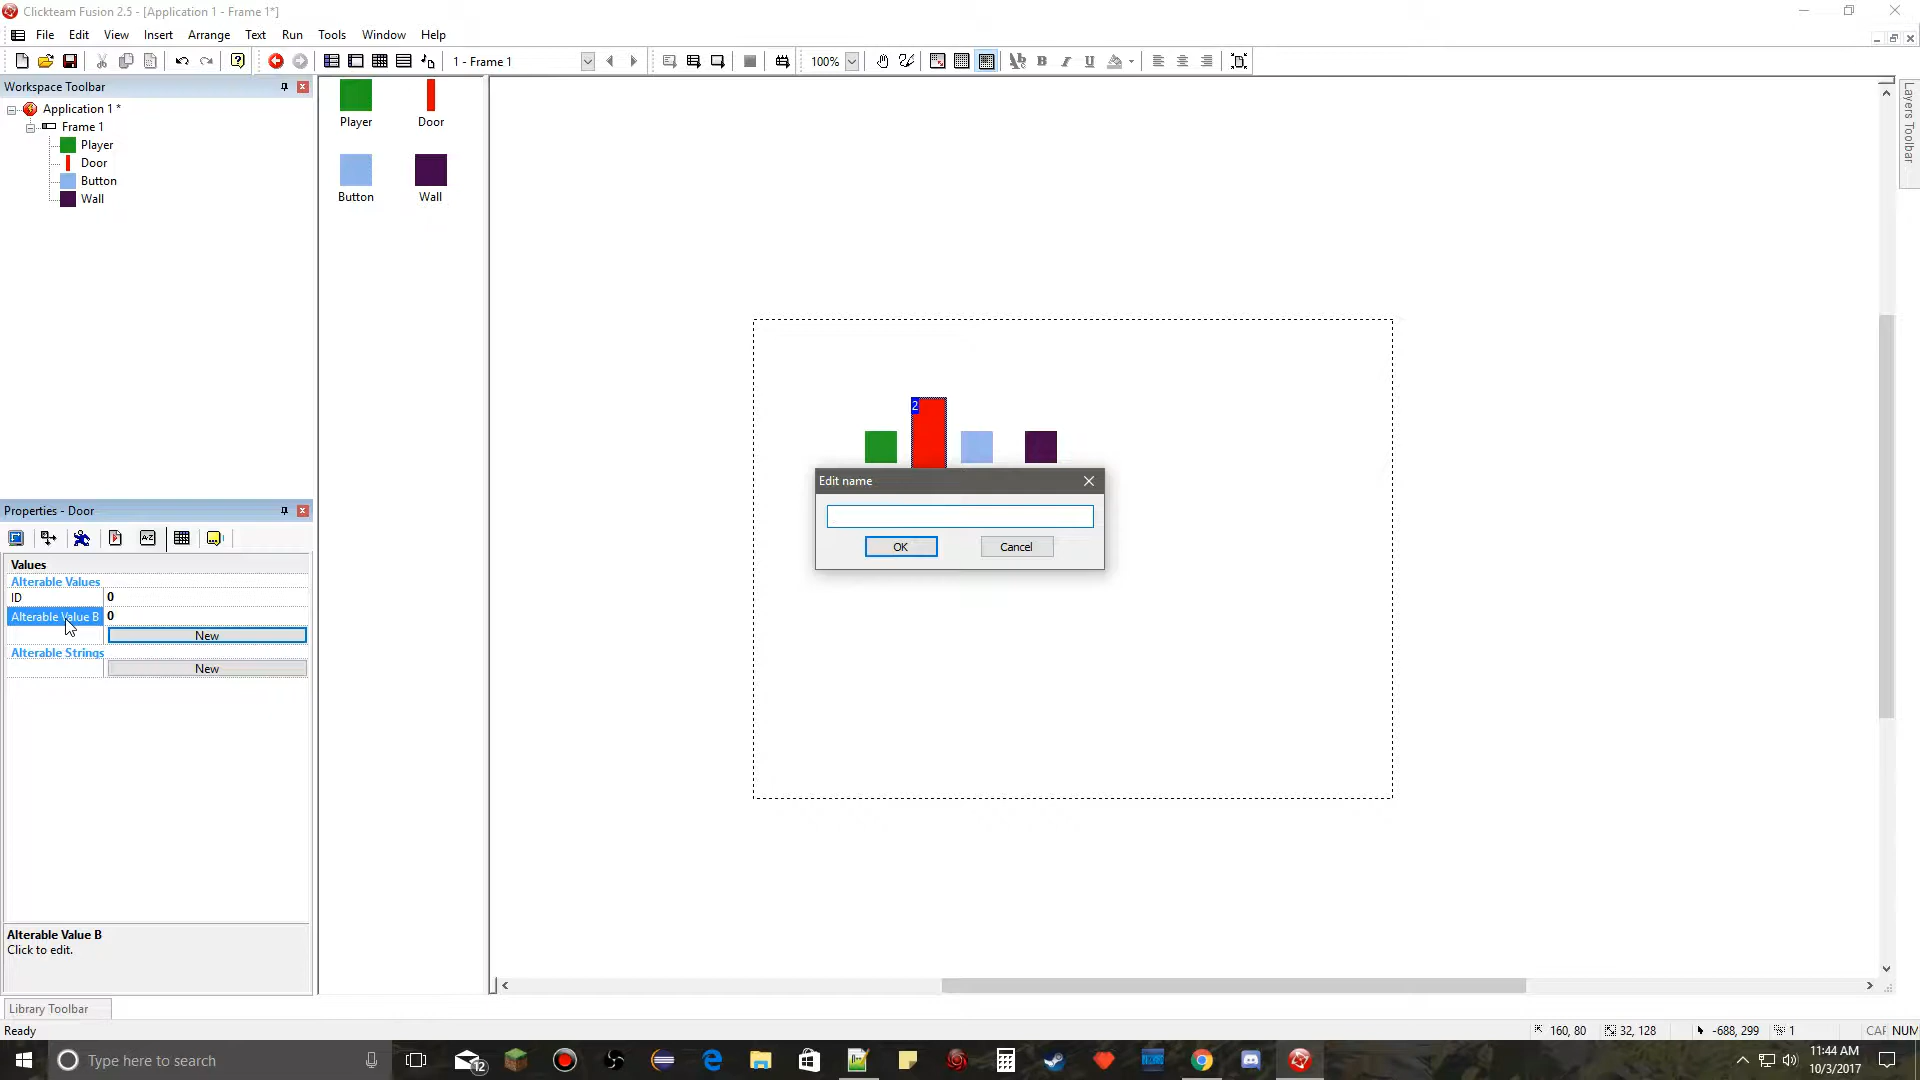 Clickteam Fusion 2.5 - [Application 1 - Frame 1*]
File Edit View Insert Arrange Text Run Tools Window Help
1 - Frame 1
100%
B I U
Workspace Toolbar
Application 1 *
Frame 1
Player
Door
Button
Wall
Player Door
Button Wall
Layers Toolbar
2
Edit name
OK Cancel
Properties - Door
Values
Alterable Values
ID 0
Alterable Value B 0
New
Alterable Strings
New
Alterable Value B
Click to edit.
Library Toolbar
Ready
160, 80 32, 128 -688, 299 1 CAP NUM
Type here to search
12
11:44 AM
10/3/2017